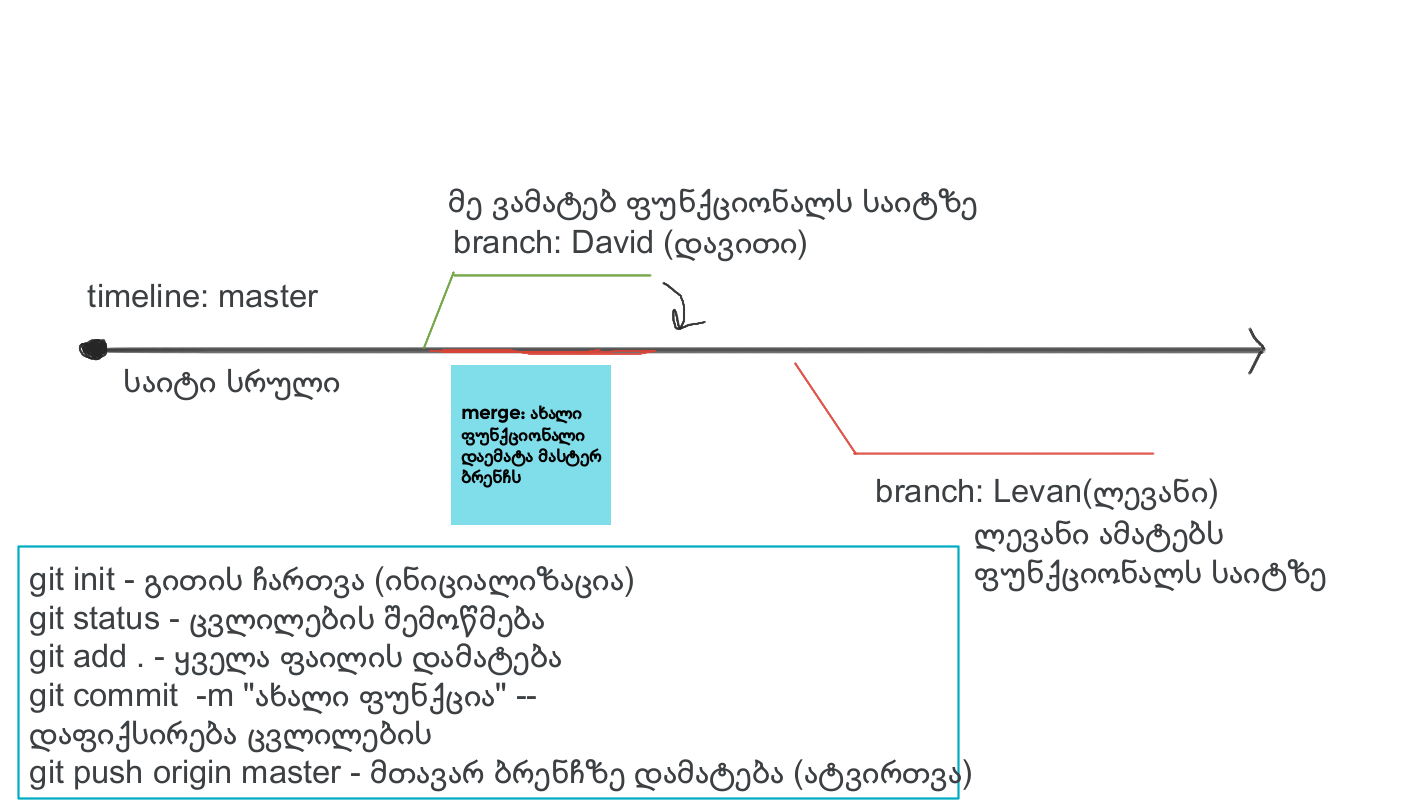 მე ვამატებ ფუნქციონალს საიტზე
branch: David (დავითი)
timeline: master
საიტი სრული
merge: ახალი
ფუნქციონალი
დაემატა მასტერ
ბრენჩს
branch: Levan(ლევანი)
ლევანი ამატებს
ფუნქციონალს საიტზე
git init - გითის ჩართვა (ინიციალიზაცია)
git status - ცვლილების შემოწმება
git add . - ყველა ფაილის დამატება
git commit  -m "ახალი ფუნქცია" --
დაფიქსირება ცვლილების
git push origin master - მთავარ ბრენჩზე დამატება (ატვირთვა)